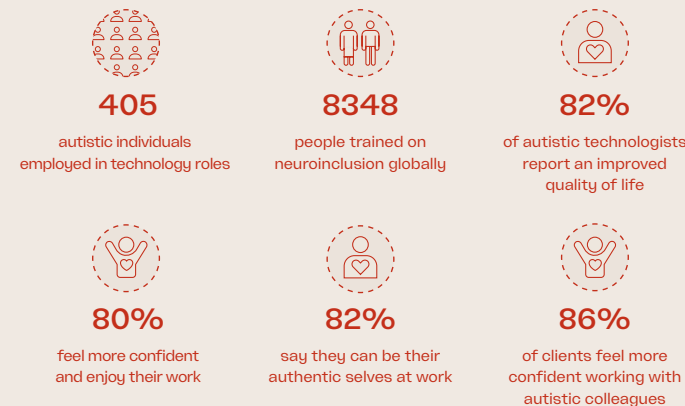 405
autistic individuals
employed in technology roles
8348
people trained on
neuroinclusion globally
82%
of autistic technologists
report an improved
quality of life
80%
feel more confident
and enjoy their work
82%
say they can be their
authentic selves at work
86%
of clients feel more
confident working with
autistic colleagues